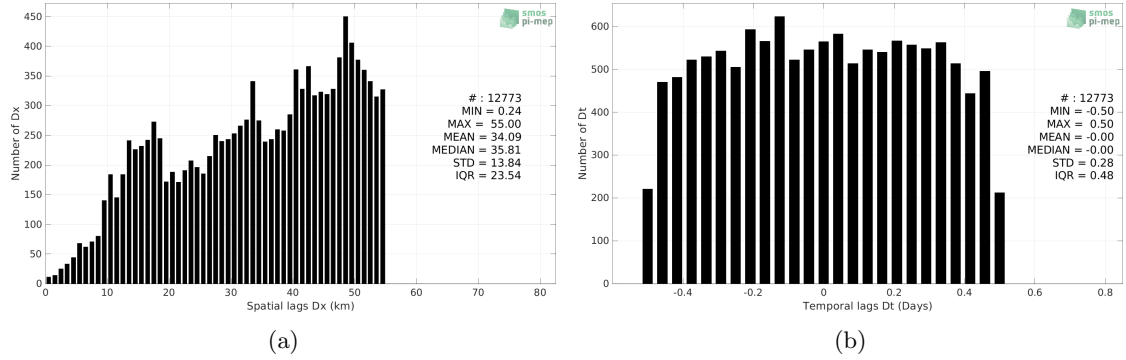 450
400
350
300
250
200
150
100
50
0
Number of Dx
0 10 20 30 40 50 60 70 80
Spatial lags Dx (km)
smos
pi-mep
# : 12773
MIN = 0.24
MAX = 55.00
MEAN = 34.09
MEDIAN = 35.81
STD = 13.84
IQR = 23.54
(a)
600
500
400
300
200
100
0
Number of Dt
-0.4 -0.2 0 0.2 0.4 0.6 0.8
Temporal lags Dt (Days)
smos
pi-mep
# : 12773
MIN = -0.50
MAX = 0.50
MEAN = -0.00
MEDIAN = -0.00
STD = 0.28
IQR = 0.48
(b)